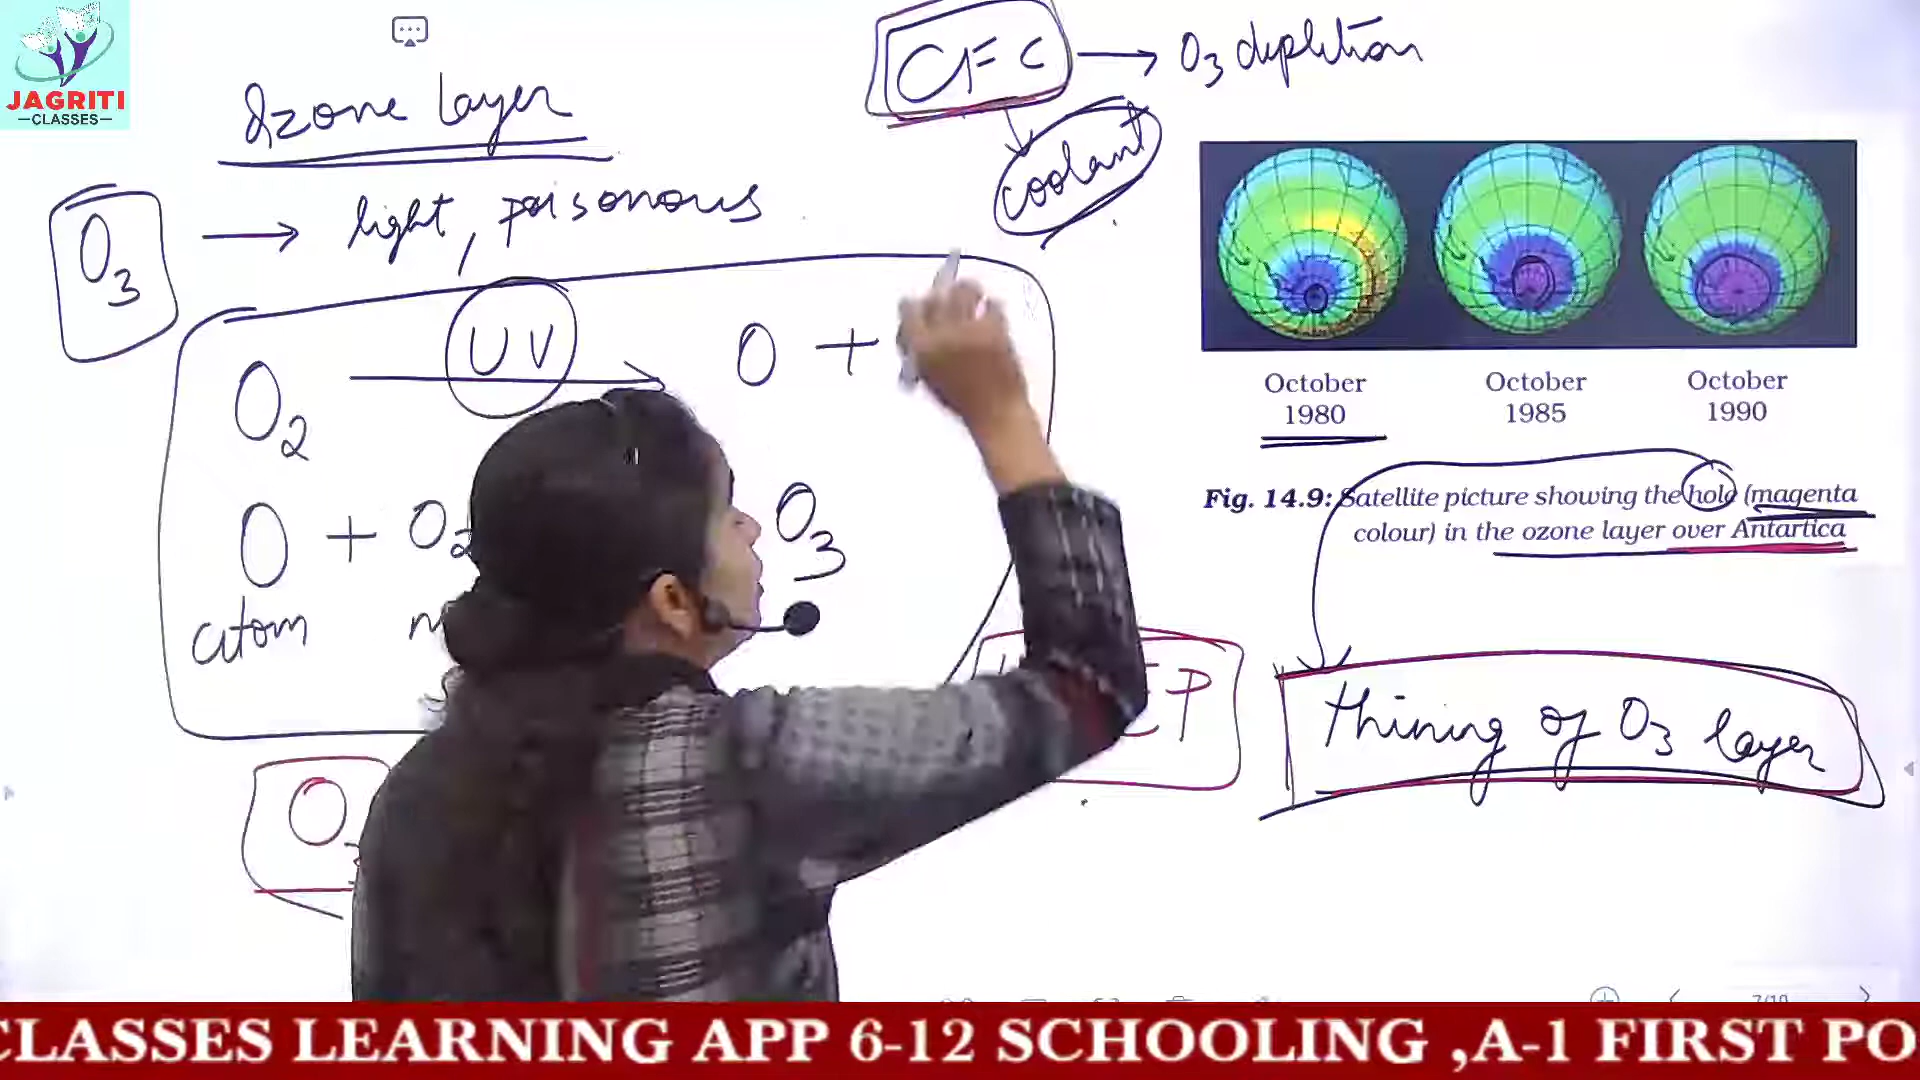 JAGRITI
—CLASSES—
Ozone layer
CFC → O3 depletion
coolant
O3 → light, poisonous
O2 UV → O +
O + O2 O3
atom
O
P
October 1980
October 1985
October 1990
Fig. 14.9: Satellite picture showing the hole (magenta
colour) in the ozone layer over Antartica
thining of O3 layer
CLASSES LEARNING APP 6-12 SCHOOLING ,A-1 FIRST PO